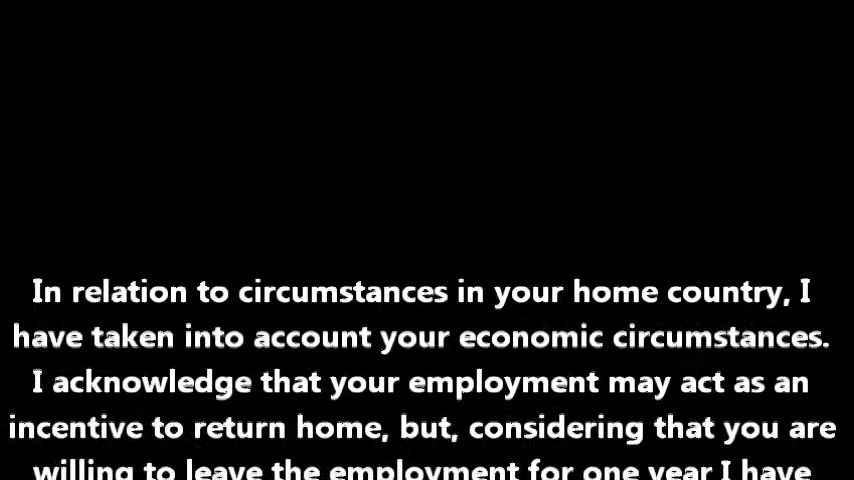 In relation to circumstances in your home country, I
have taken into account your economic circumstances.
I acknowledge that your employment may act as an
incentive to return home, but, considering that you are
willing to leave the employment for one year I have